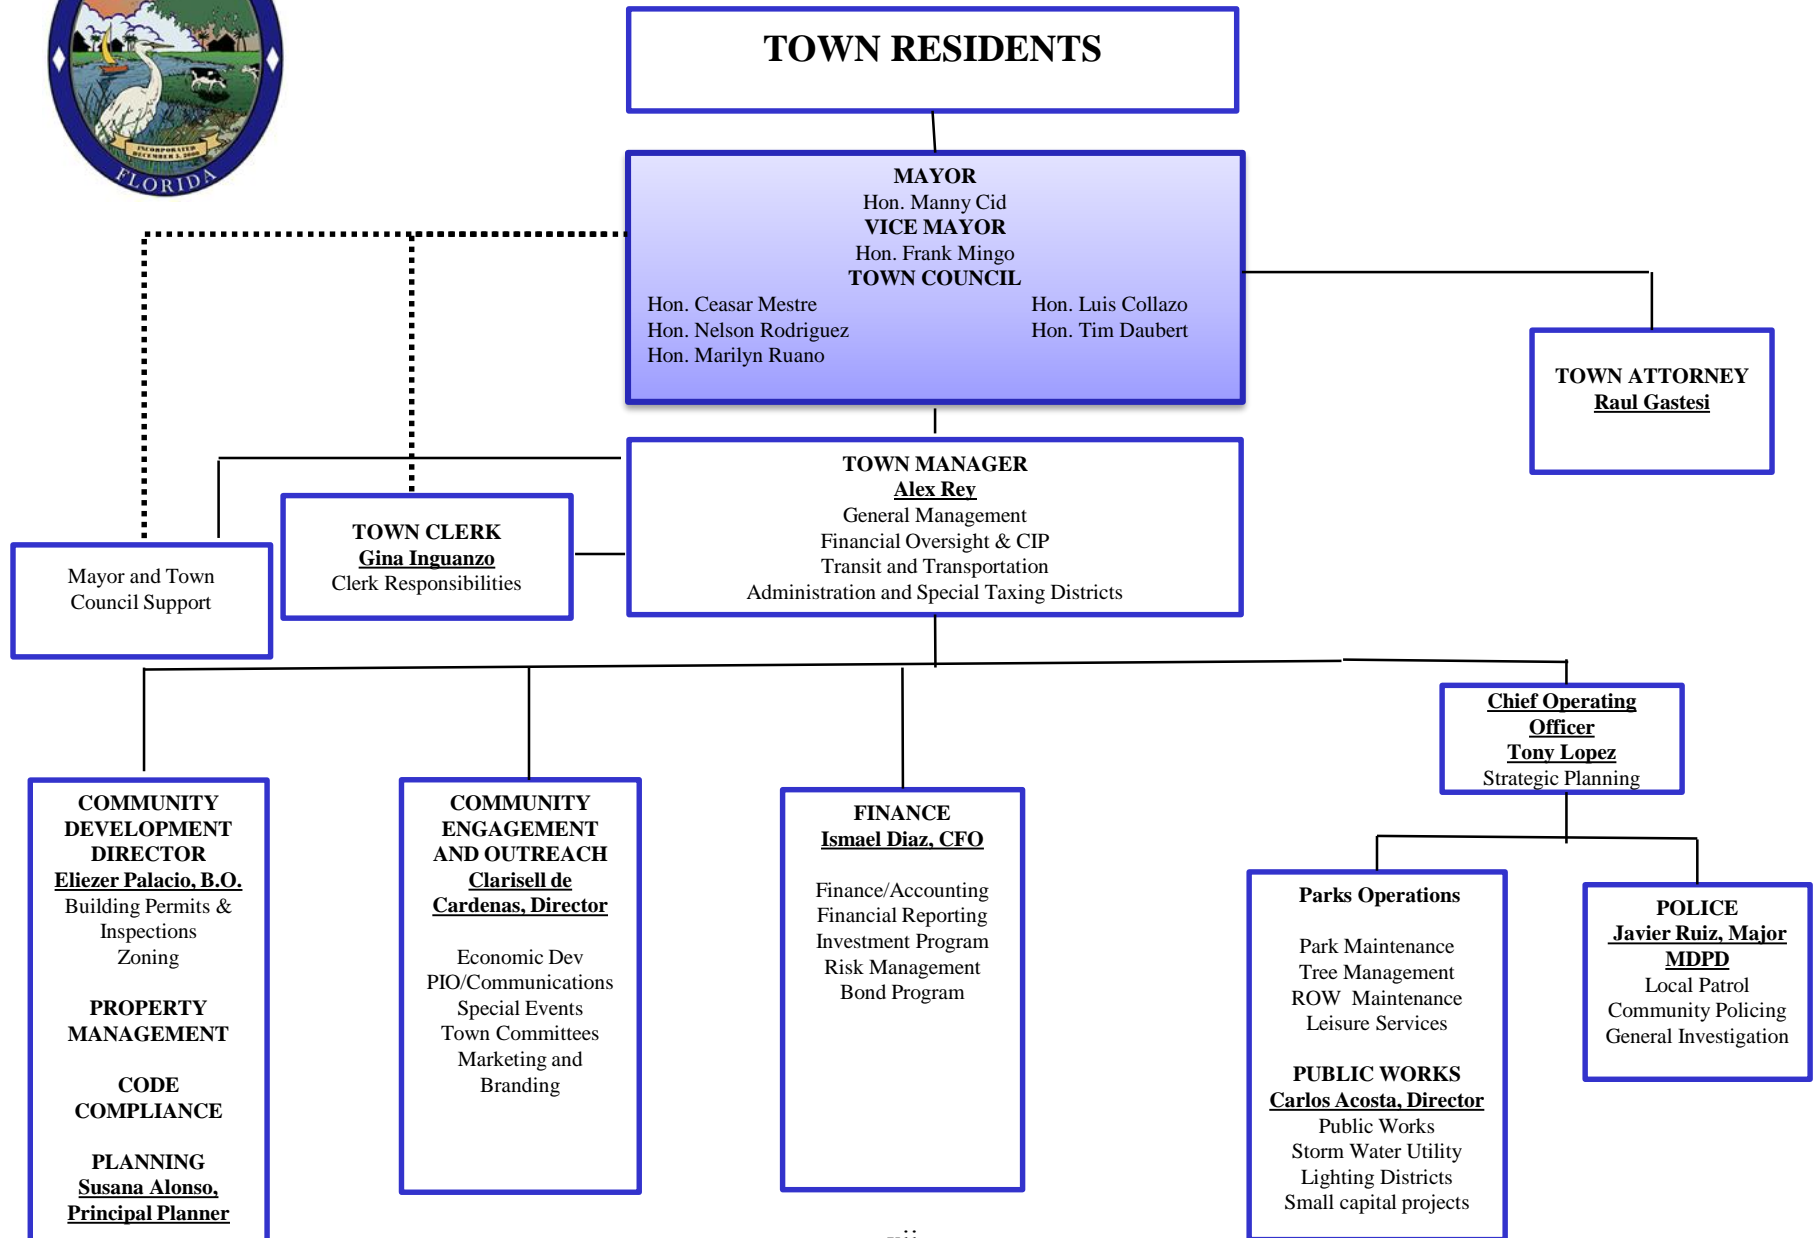 INCORPORATED
DECEMBER 5, 2000
FLORIDA
TOWN RESIDENTS
MAYOR
Hon. Manny Cid
VICE MAYOR
Hon. Frank Mingo
TOWN COUNCIL
Hon. Ceasar Mestre
Hon. Nelson Rodriguez
Hon. Marilyn Ruano
Hon. Luis Collazo
Hon. Tim Daubert
TOWN ATTORNEY
Raul Gastesi
TOWN MANAGER
Alex Rey
General Management
Financial Oversight & CIP
Transit and Transportation
Administration and Special Taxing Districts
TOWN CLERK
Gina Inguanzo
Clerk Responsibilities
Mayor and Town
Council Support
Chief Operating
Officer
Tony Lopez
Strategic Planning
COMMUNITY
DEVELOPMENT
DIRECTOR
Eliezer Palacio, B.O.
Building Permits &
Inspections
Zoning
PROPERTY
MANAGEMENT
CODE
COMPLIANCE
PLANNING
Susana Alonso,
Principal Planner
COMMUNITY
ENGAGEMENT
AND OUTREACH
Clarisell de
Cardenas, Director
Economic Dev
PIO/Communications
Special Events
Town Committees
Marketing and
Branding
FINANCE
Ismael Diaz, CFO
Finance/Accounting
Financial Reporting
Investment Program
Risk Management
Bond Program
Parks Operations
Park Maintenance
Tree Management
ROW Maintenance
Leisure Services
PUBLIC WORKS
Carlos Acosta, Director
Public Works
Storm Water Utility
Lighting Districts
Small capital projects
POLICE
Javier Ruiz, Major
MDPD
Local Patrol
Community Policing
General Investigation